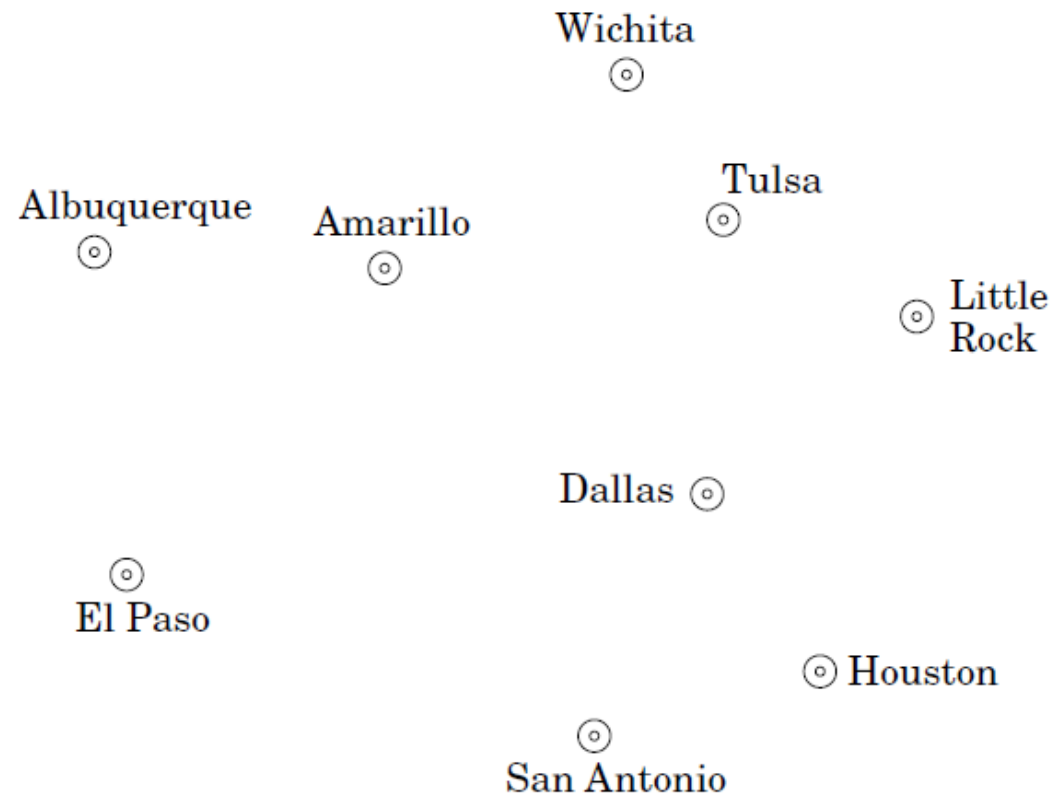 Wichita
Tulsa
Albuquerque
Amarillo
Little
Rock
Dallas
El Paso
Houston
San Antonio